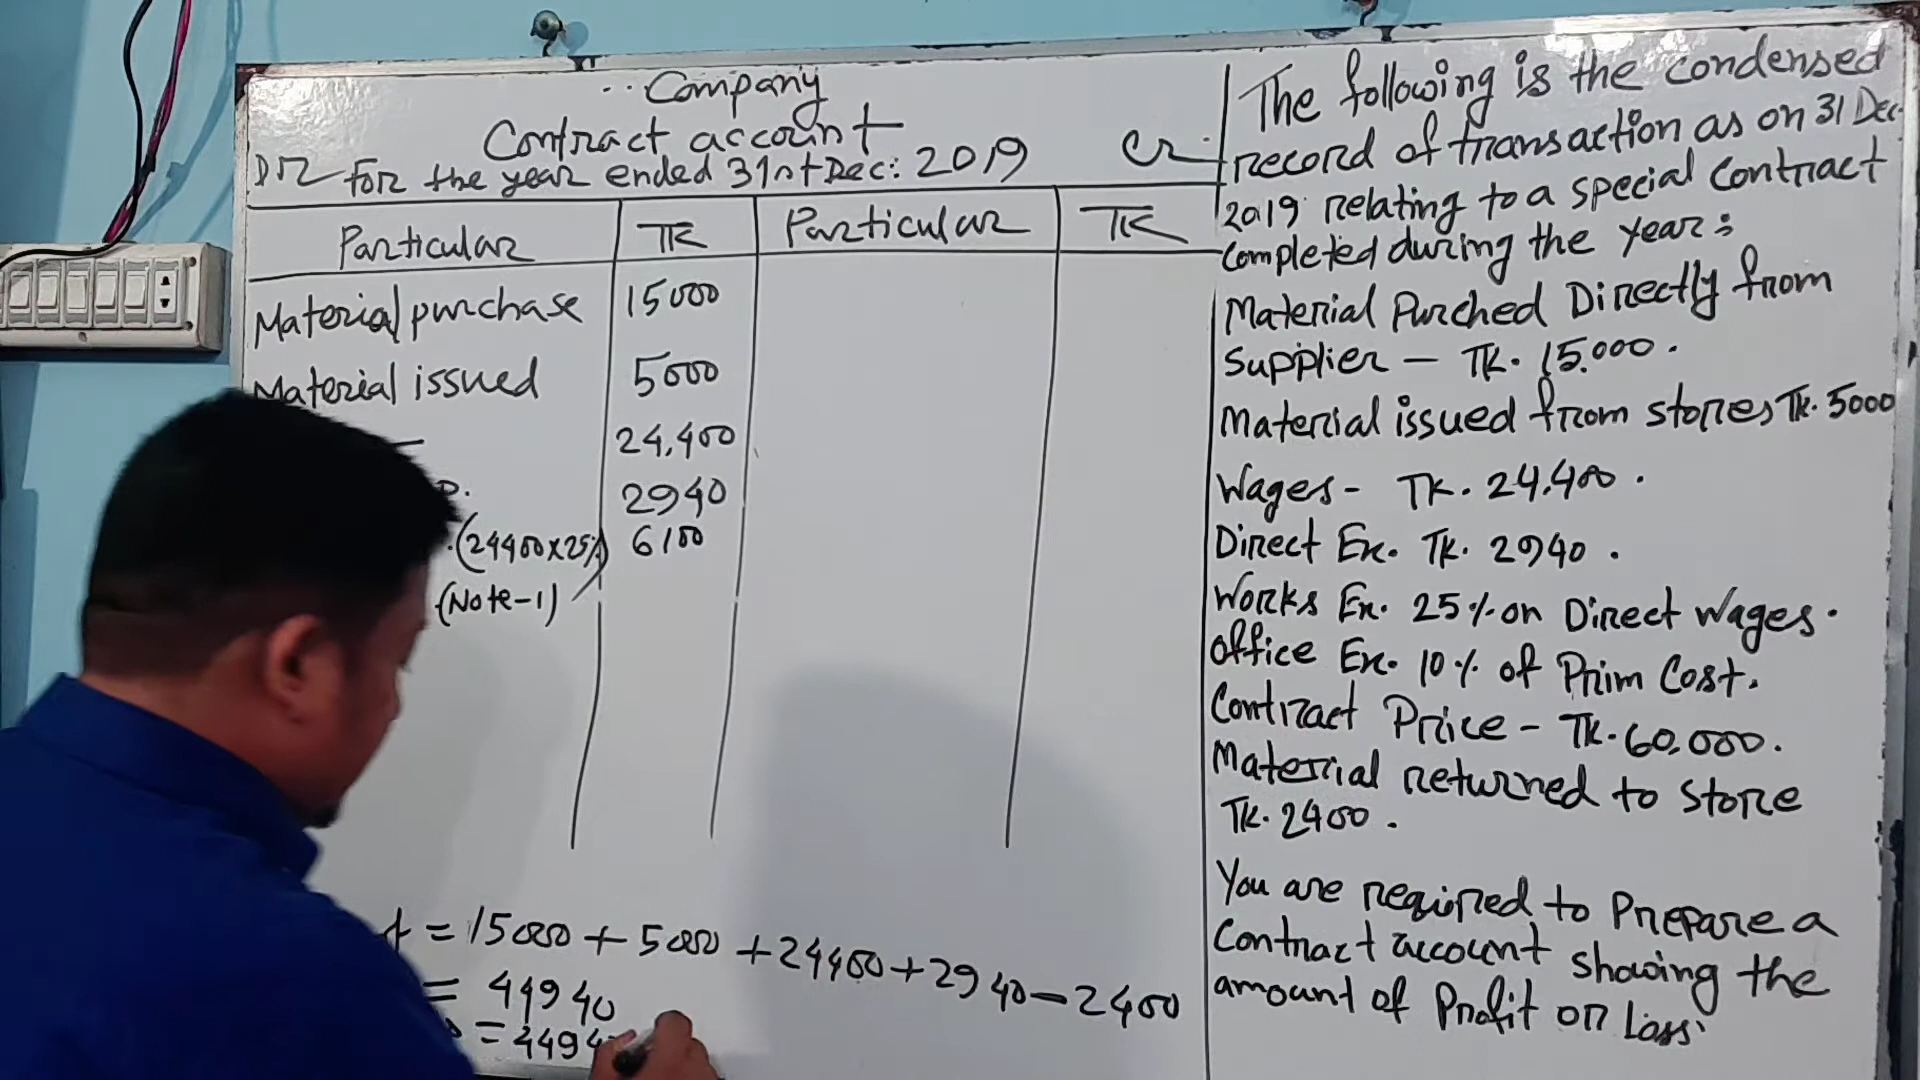 ..Company
Contract account
Dr Cr.
For the year ended 31st Dec: 2019
Particular TK Particular TK
Material purchase 15000
Material issued 5000
24,400
2940
(24400x25%) 6100
(Note-1)
= 15000 + 5000 + 24400 + 2940 - 2400
= 44940
= 4494
The following is the condensed
record of transaction as on 31 Dec.
2019 relating to a special Contract
completed during the year:
Material Purched Directly from
Supplier - TK. 15.000.
Material issued from stores TK. 5000
Wages - TK. 24,400.
Direct Ex. TK. 2940.
Works Ex. 25% on Direct Wages.
office Ex. 10% of Prim Cost.
Contract Price - TK. 60,000.
Material returned to Store
TK. 2400.
You are required to Prepare a
Contract account showing the
amount of Profit or Loss.